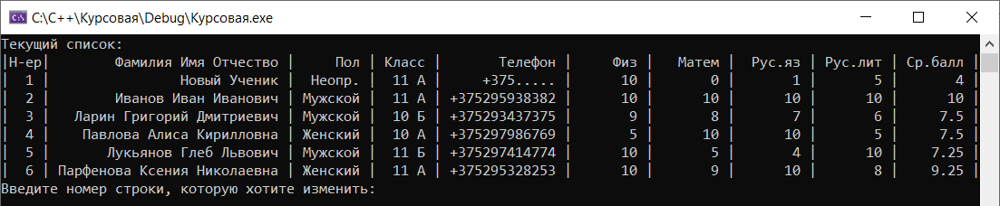 C:\C++\Курсовая\Debug\Курсовая.exe
Текущий список:
|Н-ер| Фамилия Имя Отчество | Пол | Класс | Телефон | Физ | Матем | Рус.яз | Рус.лит | Ср.балл |
| 1 | Новый Ученик | Неопр. | 11 А | +375..... | 10 | 0 | 1 | 5 | 4 |
| 2 | Иванов Иван Иванович | Мужской | 11 А | +375295938382 | 10 | 10 | 10 | 10 | 10 |
| 3 | Ларин Григорий Дмитриевич | Мужской | 10 Б | +375293437375 | 9 | 8 | 7 | 6 | 7.5 |
| 4 | Павлова Алиса Кирилловна | Женский | 10 А | +375297986769 | 5 | 10 | 10 | 5 | 7.5 |
| 5 | Лукьянов Глеб Львович | Мужской | 11 Б | +375297414774 | 10 | 5 | 4 | 10 | 7.25 |
| 6 | Парфенова Ксения Николаевна | Женский | 11 А | +375295328253 | 10 | 9 | 10 | 8 | 9.25 |
Введите номер строки, которую хотите изменить: